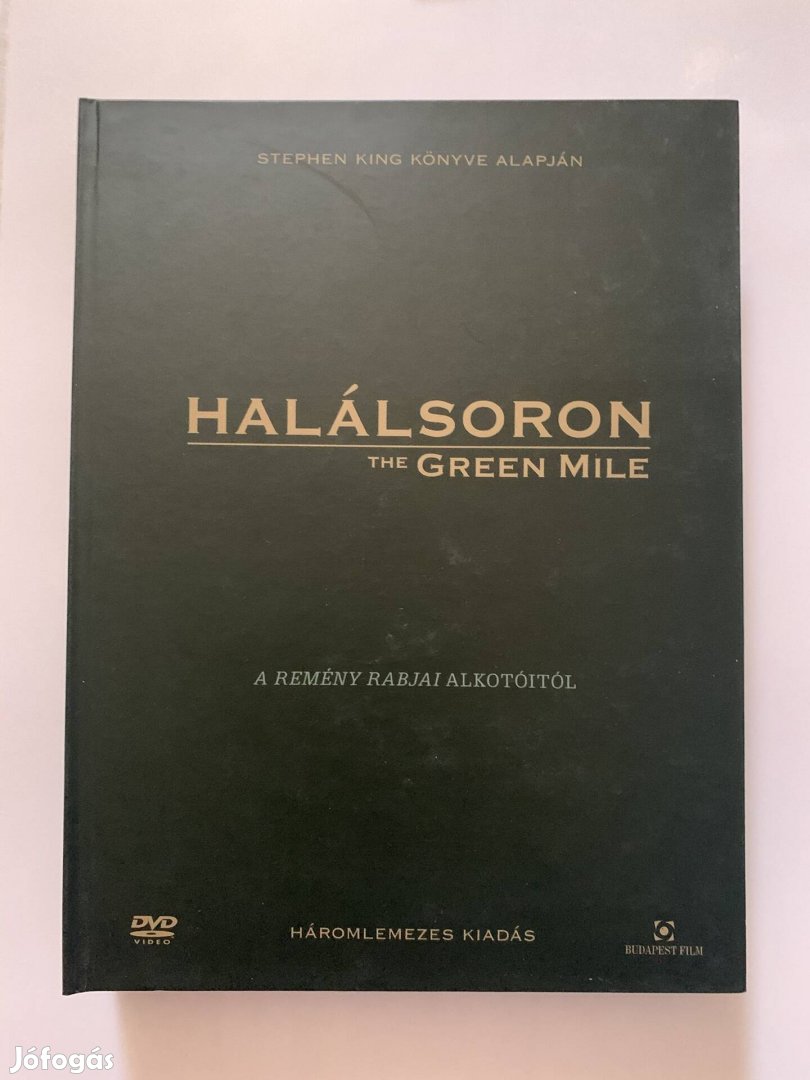 STEPHEN KING KÖNYVE ALAPJÁN
HALÁLSORON
THE GREEN MILE
A REMÉNY RABJAI ALKOTÓITÓL
DVD
VIDEO
HÁROMLEMEZES KIADÁS
BUDAPEST FILM
Jófogás